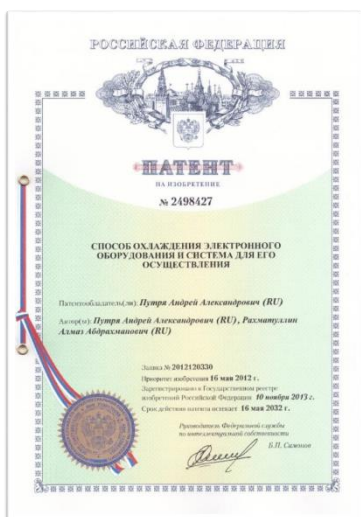 РОССИЙСКАЯ ФЕДЕРАЦИЯ
ПАТЕНТ
НА ИЗОБРЕТЕНИЕ
№ 2498427
СПОСОБ ОХЛАЖДЕНИЯ ЭЛЕКТРОННОГО
ОБОРУДОВАНИЯ И СИСТЕМА ДЛЯ ЕГО
ОСУЩЕСТВЛЕНИЯ
Патентообладатель(ли): Путря Андрей Александрович (RU)
Автор(ы): Путря Андрей Александрович (RU), Рахматуллин
Алмаз Абдрахманович (RU)
Заявка № 2012120330
Приоритет изобретения 16 мая 2012 г.
Зарегистрировано в Государственном реестре
изобретений Российской Федерации 10 ноября 2013 г.
Срок действия патента истекает 16 мая 2032 г.
Руководитель Федеральной службы
по интеллектуальной собственности
Б.П. Симонов